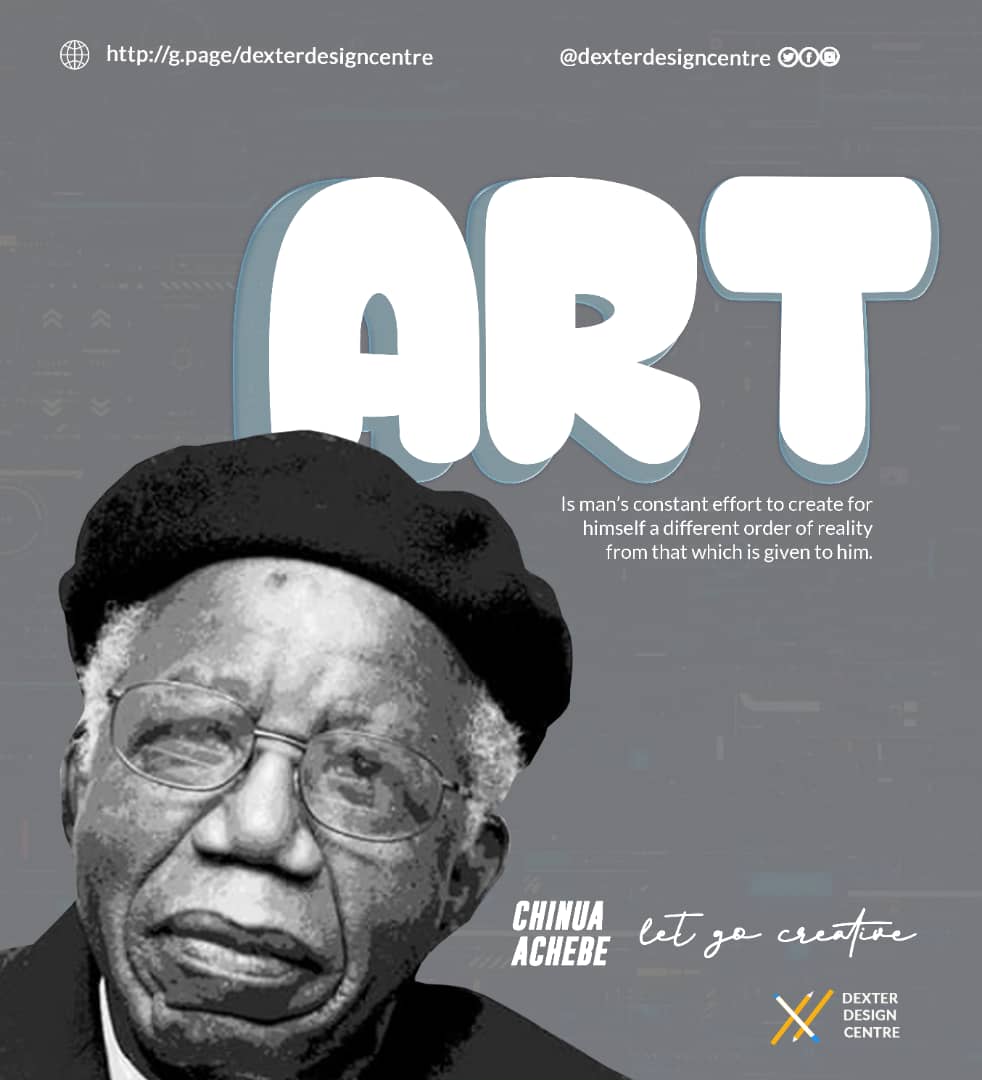 http://g.page/dexterdesigncentre
@dexterdesigncentre
ART
Is man's constant effort to create for
himself a different order of reality
from that which is given to him.
CHINUA
ACHEBE
let go creative
DEXTER
DESIGN
CENTRE